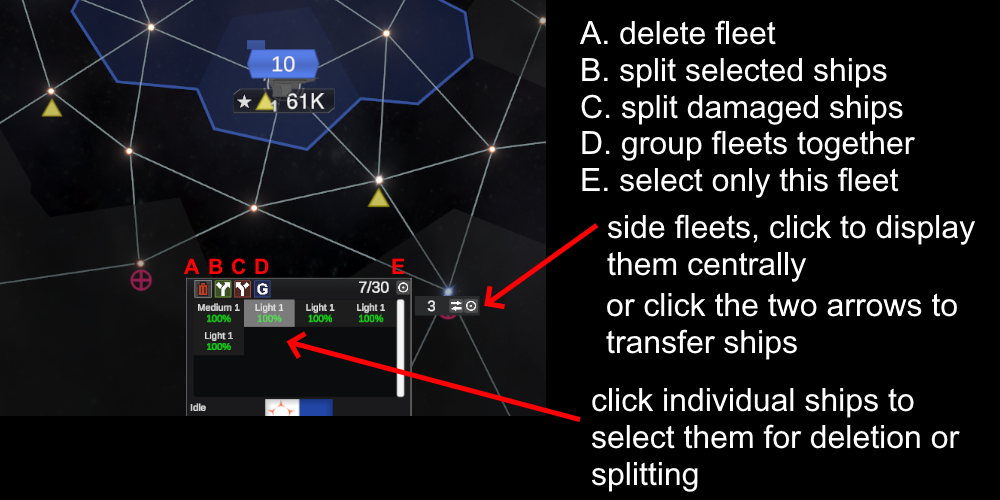 A. delete fleet
B. split selected ships
C. split damaged ships
D. group fleets together
E. select only this fleet
side fleets, click to display
them centrally
or click the two arrows to
transfer ships
click individual ships to
select them for deletion or
splitting
10
1 61K
A B C D E
G 7/30
3
Medium 1 Light 1 Light 1 Light 1
100% 100% 100% 100%
Light 1
100%
Idle